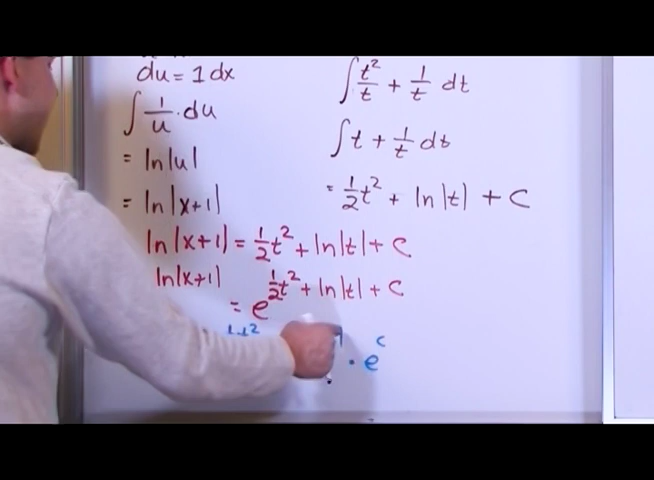 du = 1 dx
∫ 1/u · du
= ln|u|
= ln|x+1|
∫ t²/t + 1/t dt
∫ t + 1/t dt
= 1/2 t² + ln|t| + C
ln|x+1| = 1/2 t² + ln|t| + C
ln|x+1|
= e^(1/2 t² + ln|t| + C)
· e^C